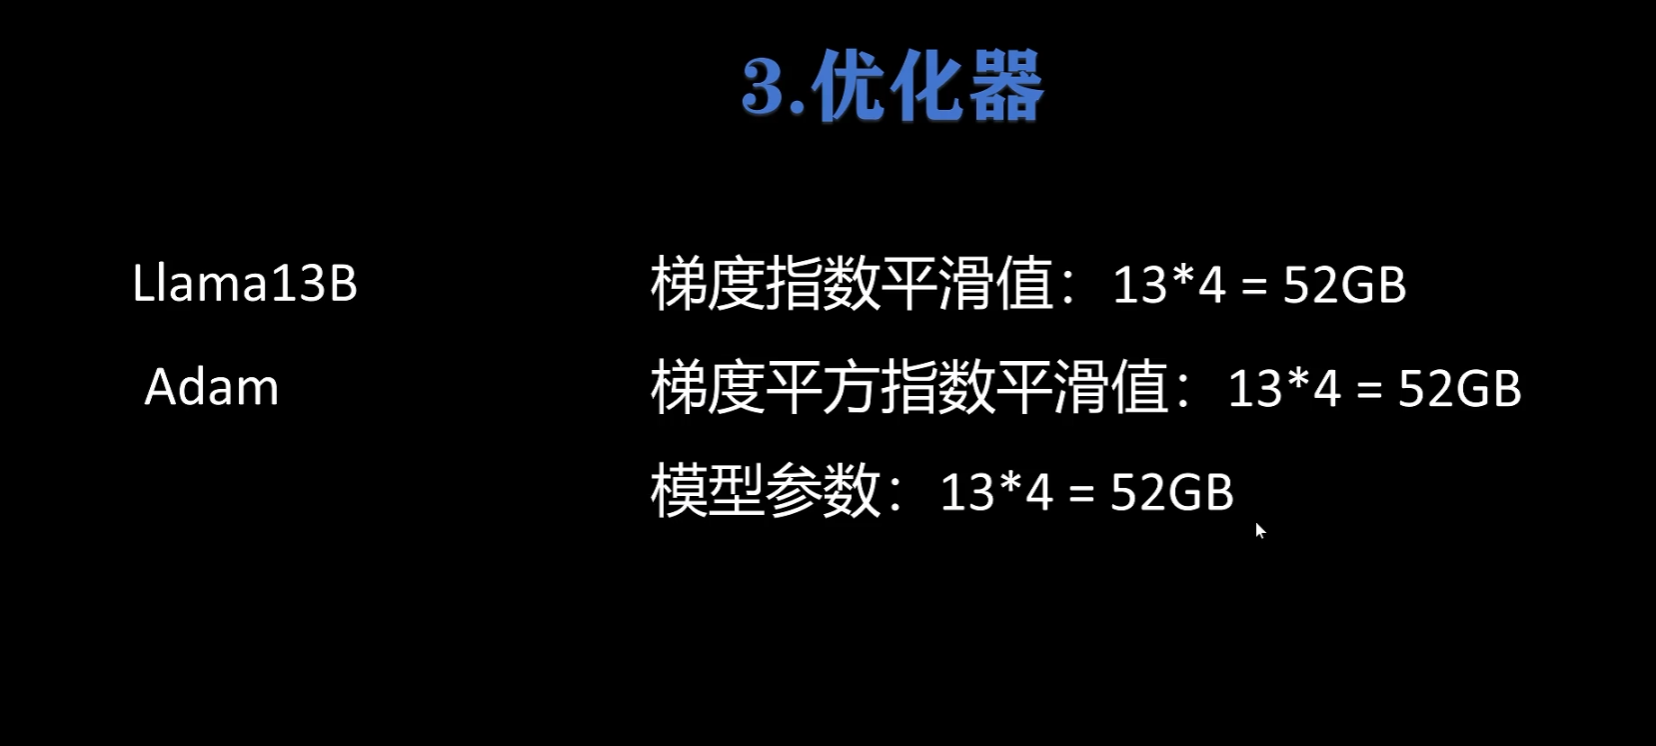 3.优化器
Llama13B
梯度指数平滑值：13*4 = 52GB
Adam
梯度平方指数平滑值：13*4 = 52GB
模型参数：13*4 = 52GB